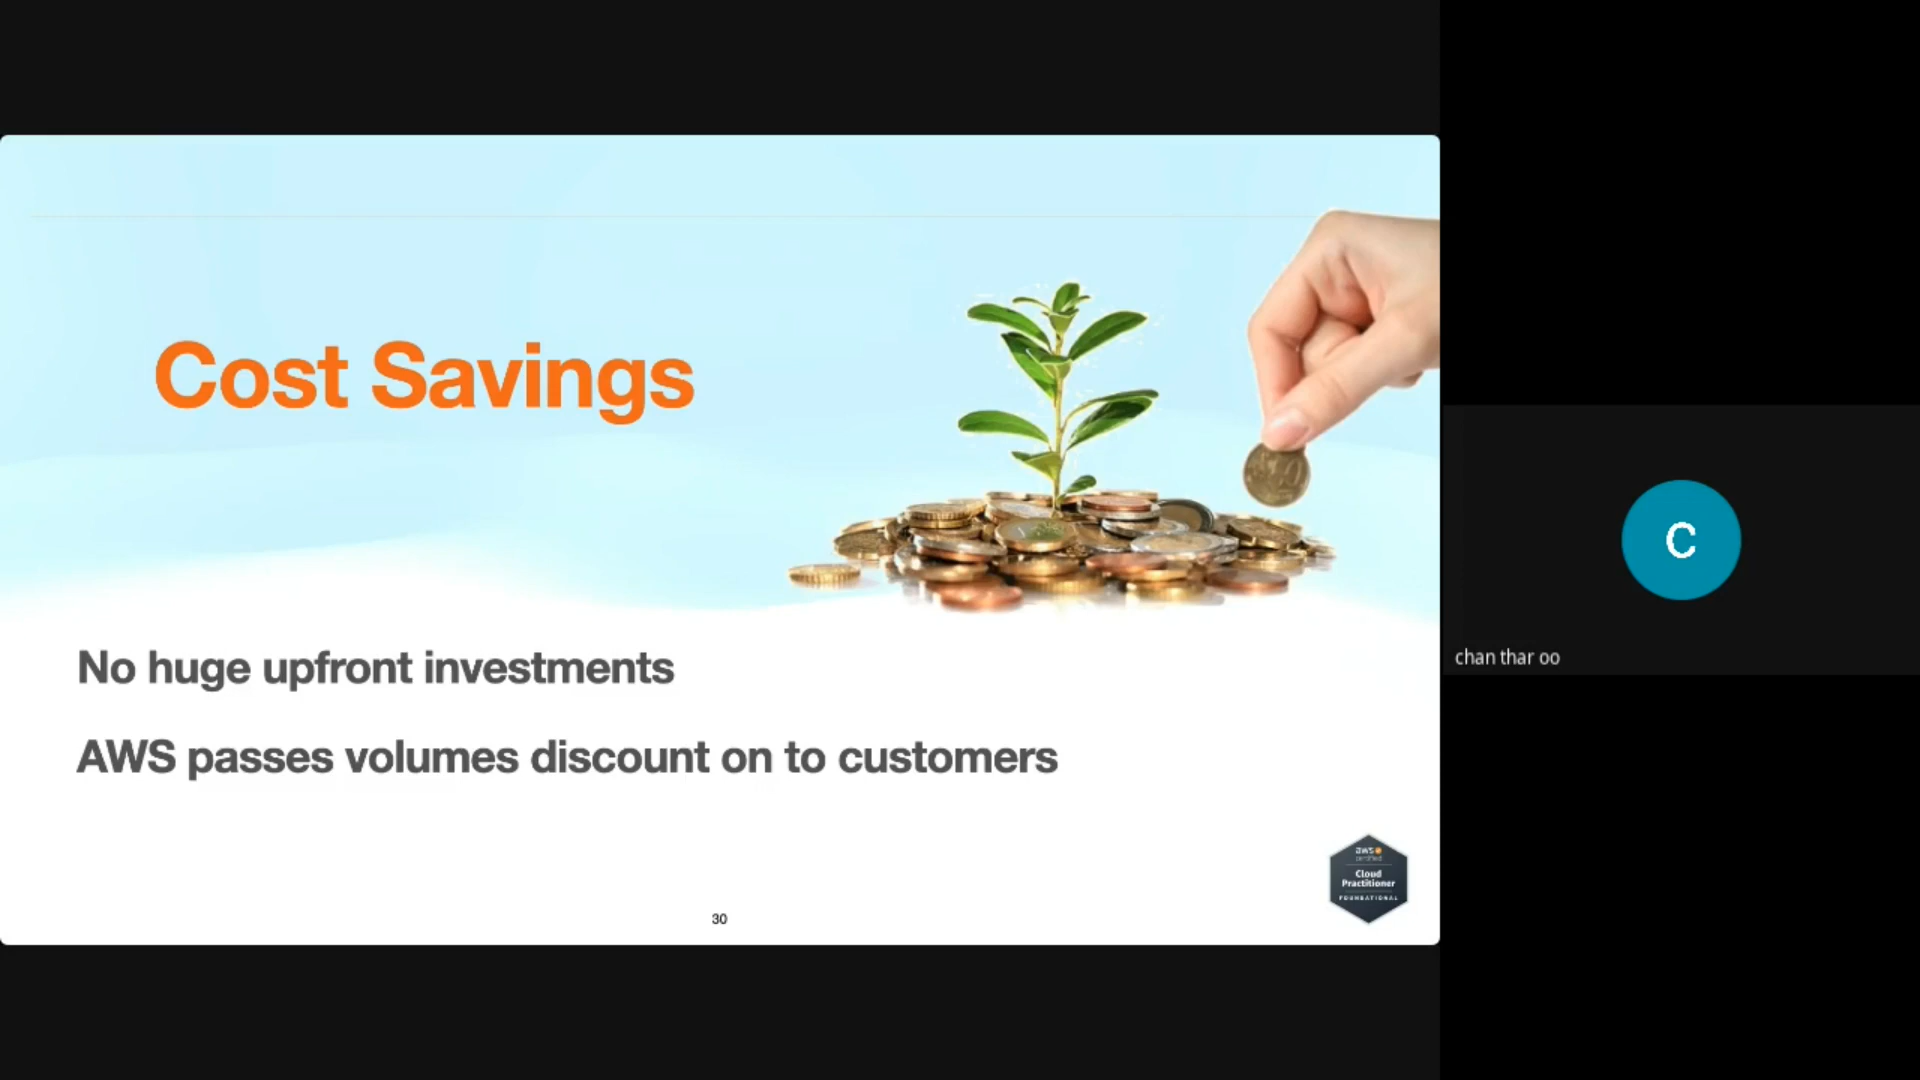 Cost Savings
No huge upfront investments
AWS passes volumes discount on to customers
30
aws
certified
Cloud
Practitioner
FOUNDATIONAL
C
chan thar oo